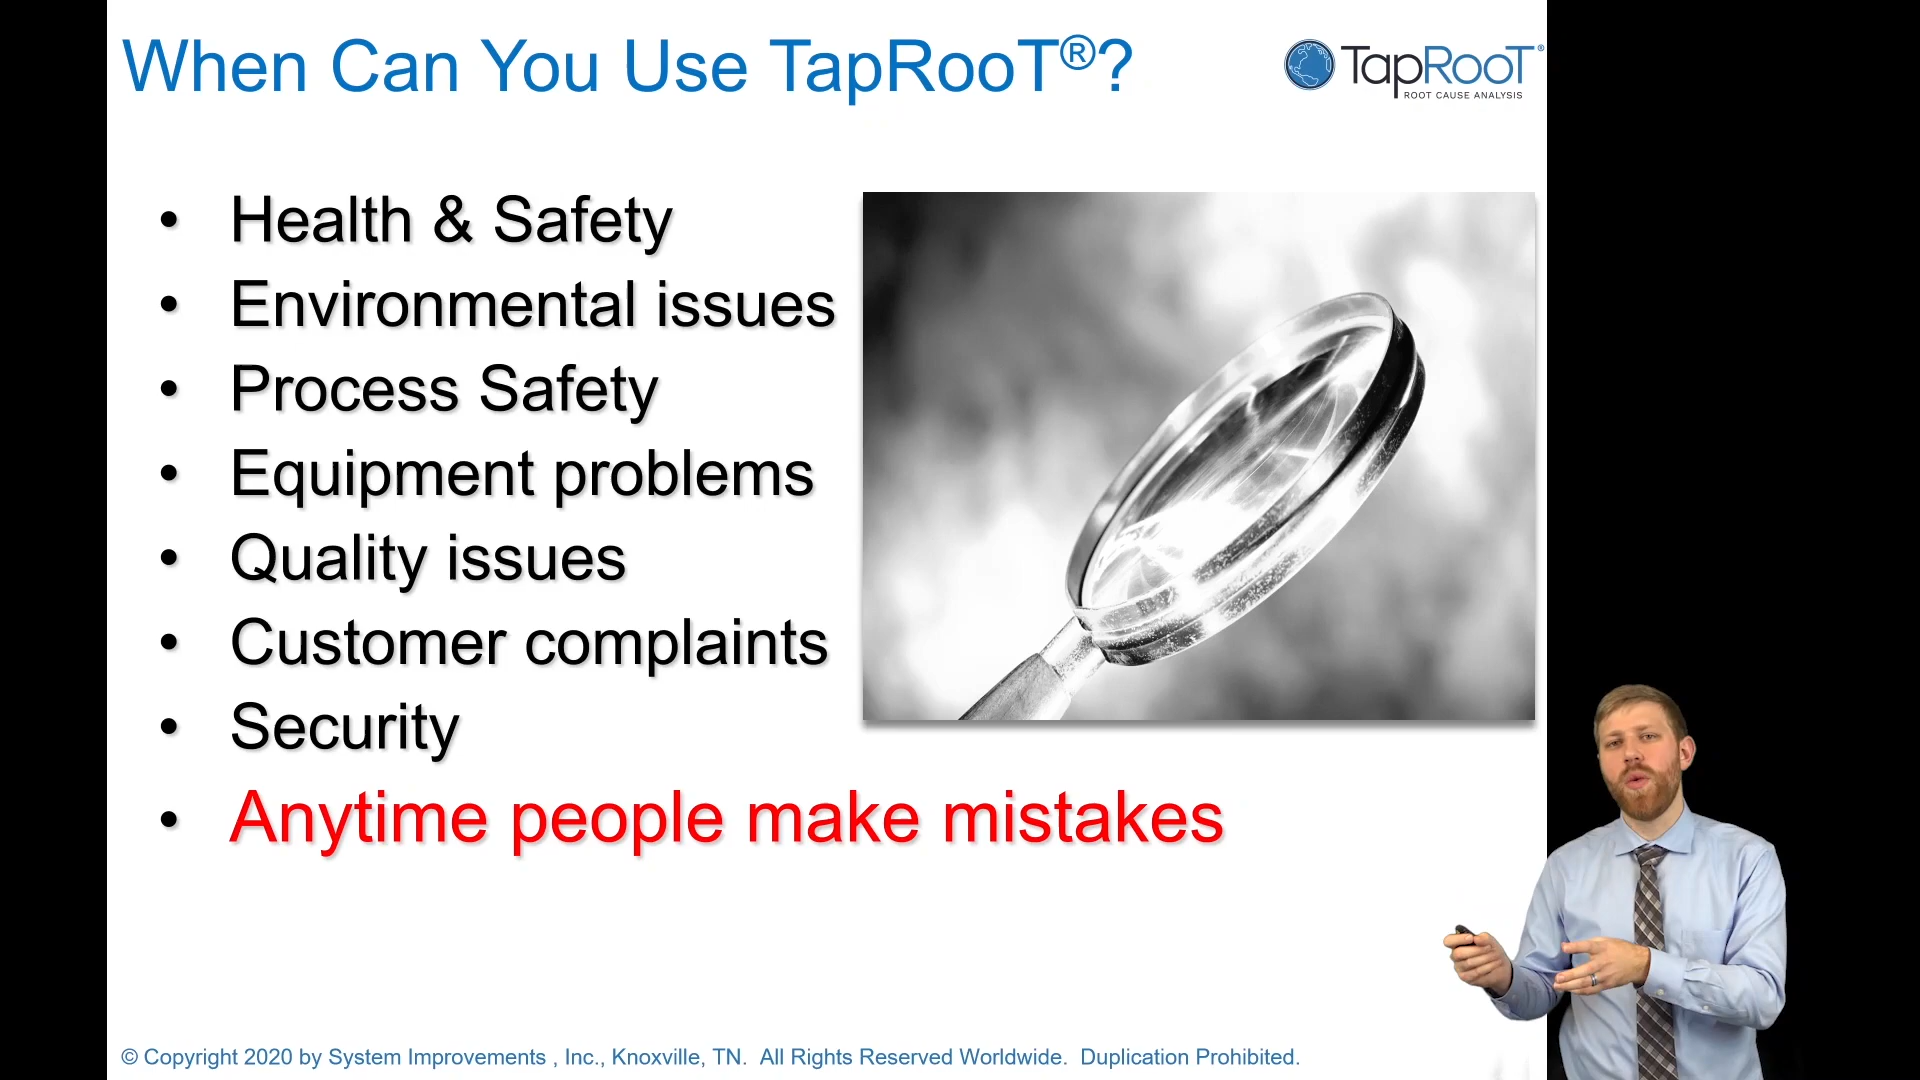 When Can You Use TapRooT®?
TapRooT®
ROOT CAUSE ANALYSIS
• Health & Safety
• Environmental issues
• Process Safety
• Equipment problems
• Quality issues
• Customer complaints
• Security
• Anytime people make mistakes
© Copyright 2020 by System Improvements , Inc., Knoxville, TN. All Rights Reserved Worldwide. Duplication Prohibited.